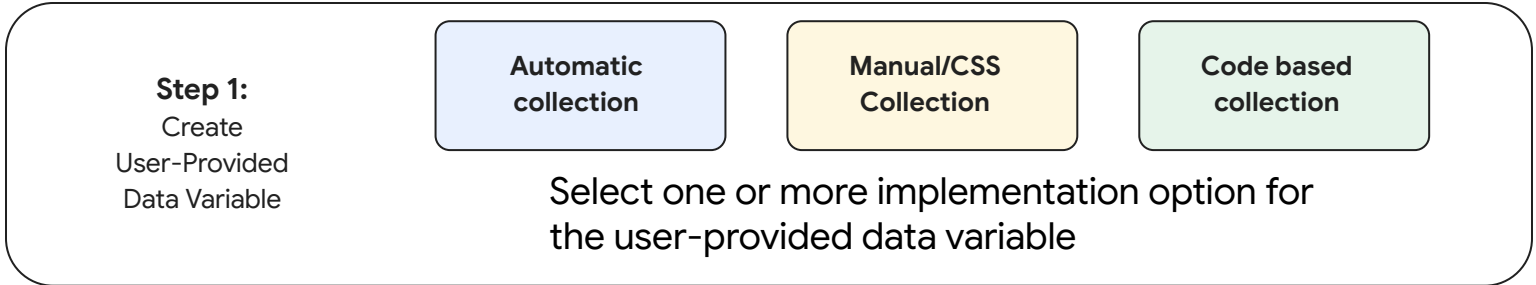 Step 1:
Create
User-Provided
Data Variable
Automatic
collection
Manual/CSS
Collection
Code based
collection
Select one or more implementation option for
the user-provided data variable